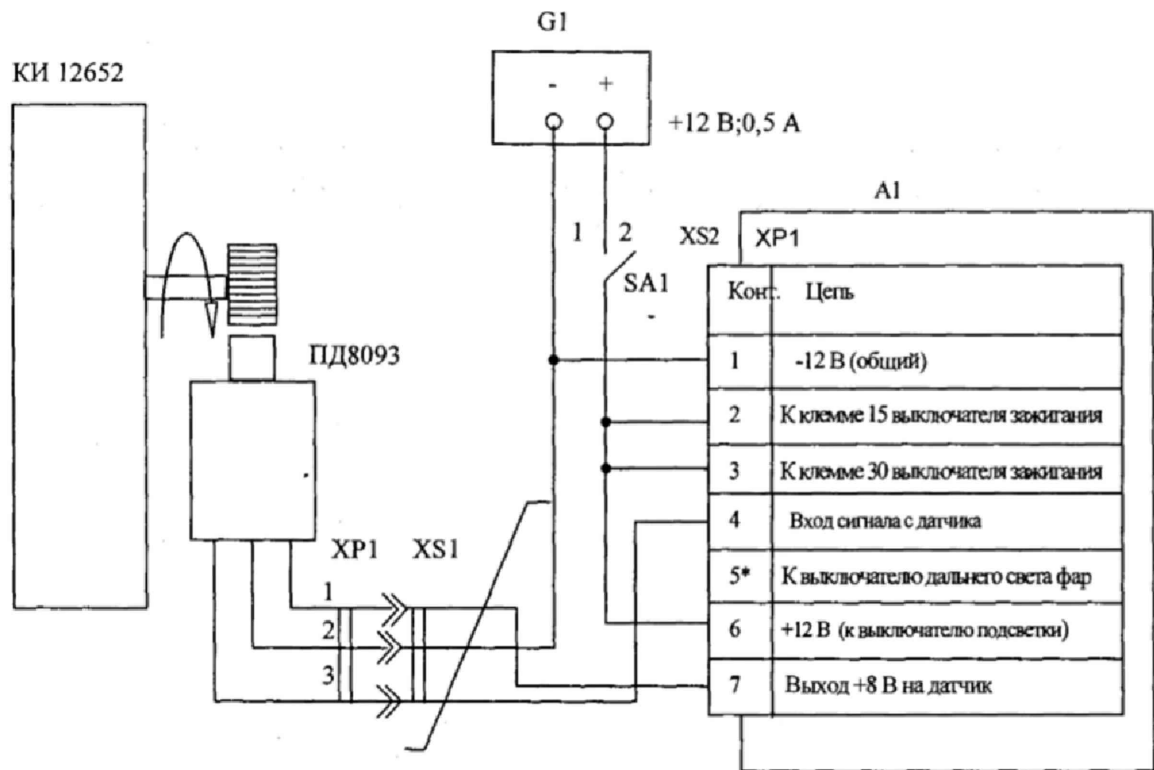 G1
КИ 12652
- +
+12 В;0,5 А
A1
1 2
XS2
XP1
SA1
Конт. Цепь
1 -12 В (общий)
ПД8093
2 К клемме 15 выключателя зажигания
3 К клемме 30 выключателя зажигания
4 Вход сигнала с датчика
XP1 XS1
5* К выключателю дальнего света фар
1
6 +12 В (к выключателю подсветки)
2
3
7 Выход +8 В на датчик